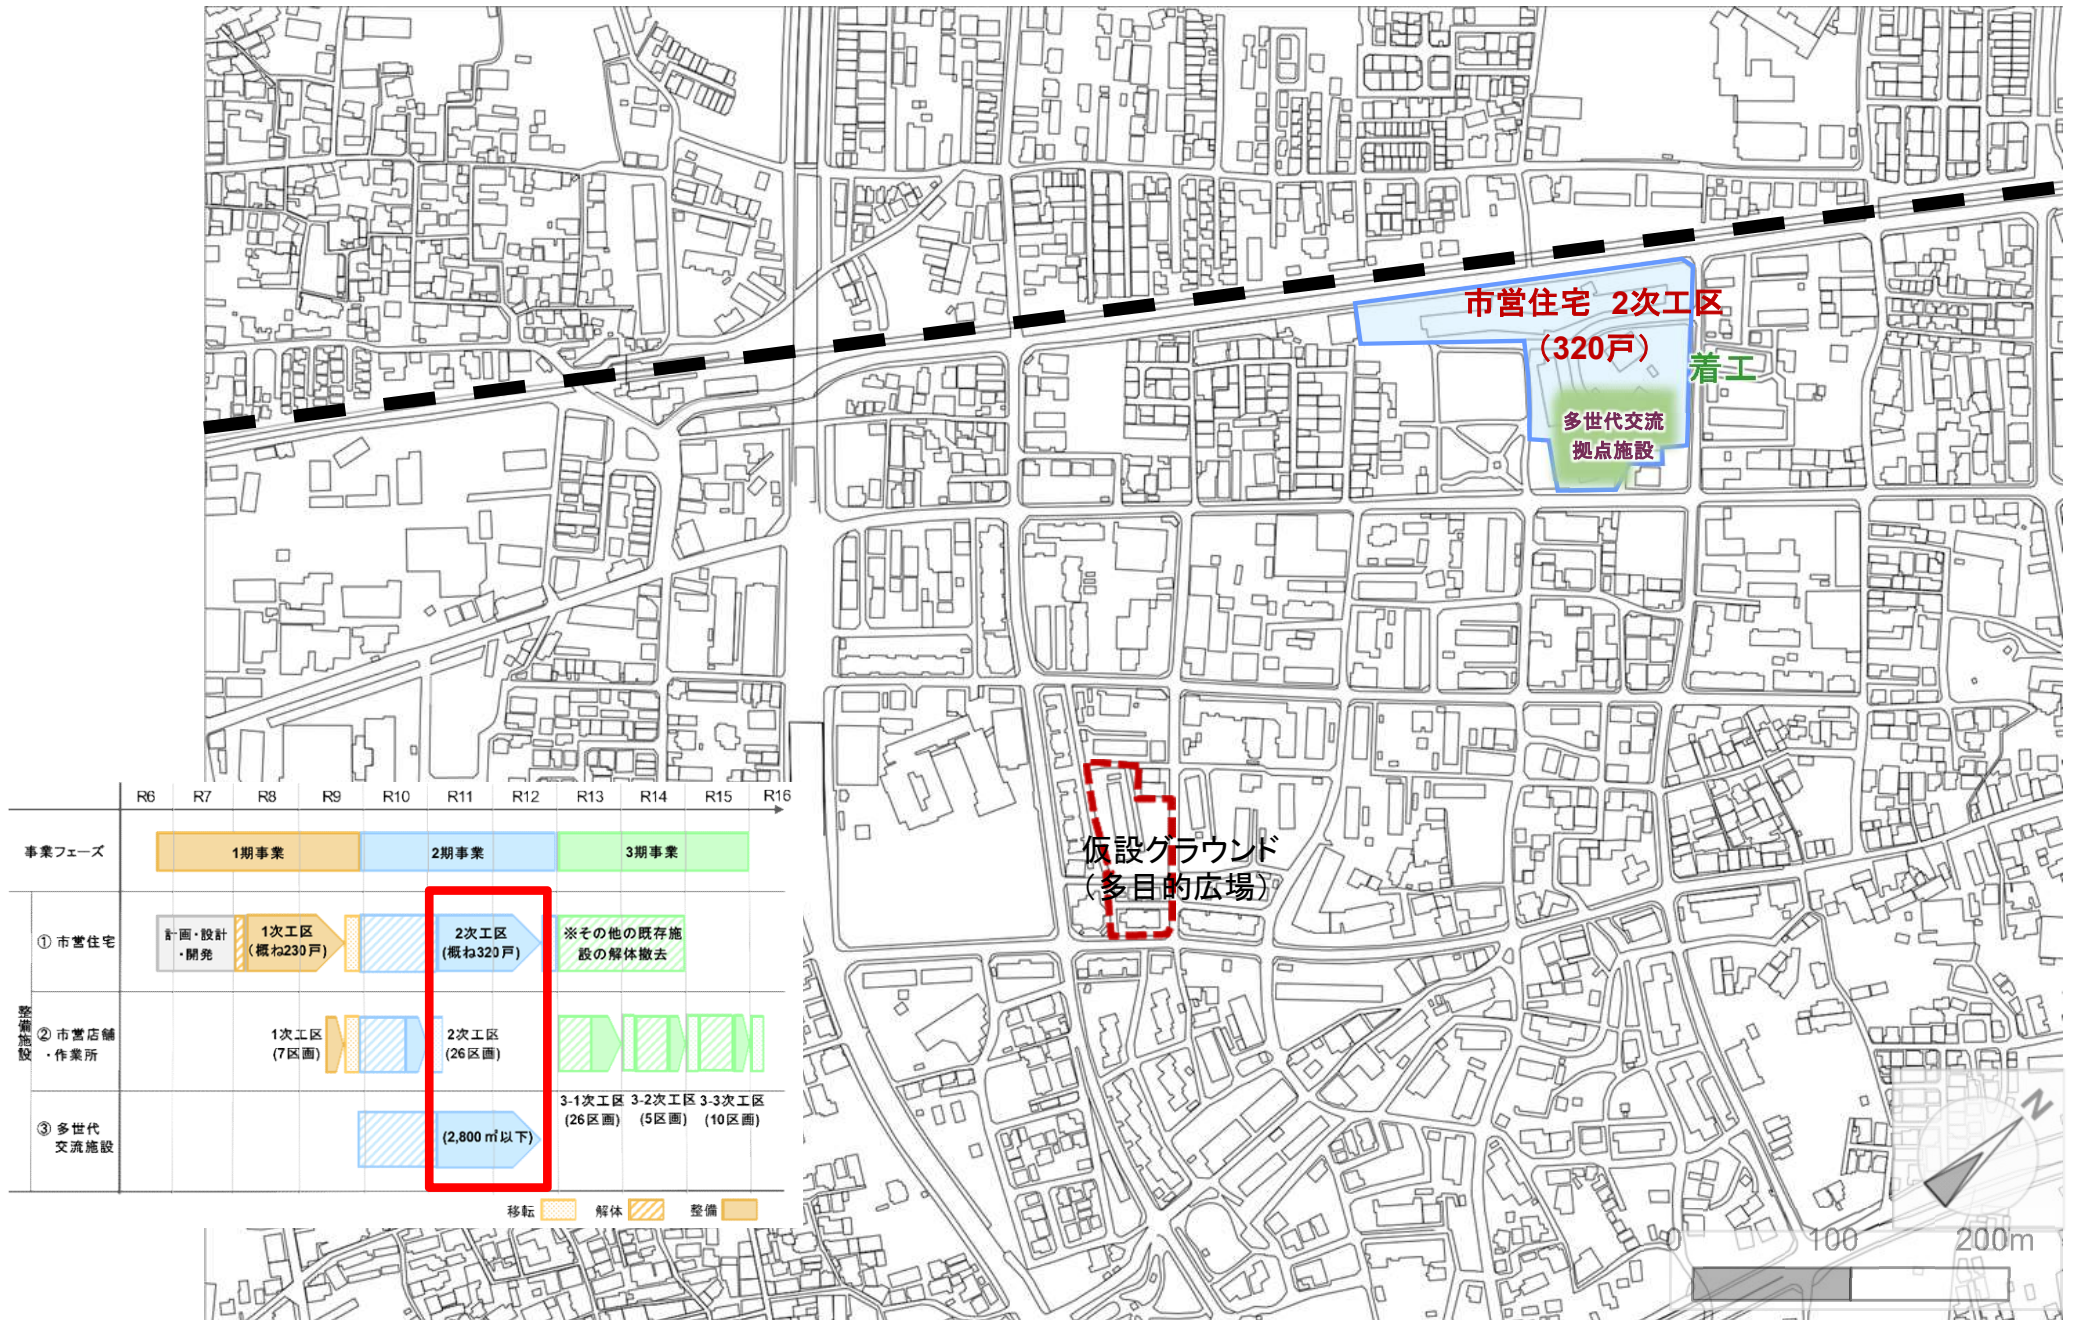 市営住宅 2次工区
(320戸)
着工
多世代交流
拠点施設
仮設グラウンド
(多目的広場)
R6 R7 R8 R9 R10 R11 R12 R13 R14 R15 R16
事業フェーズ
1期事業
2期事業
3期事業
整備施設
① 市営住宅
計画・設計
・開発
1次工区
(概ね230戸)
2次工区
(概ね320戸)
※その他の既存施
設の解体撤去
② 市営店舗
・作業所
1次工区
(7区画)
2次工区
(26区画)
3-1次工区
(26区画)
3-2次工区
(5区画)
3-3次工区
(10区画)
③ 多世代
交流施設
(2,800㎡以下)
移転
解体
整備
N
0 100 200m